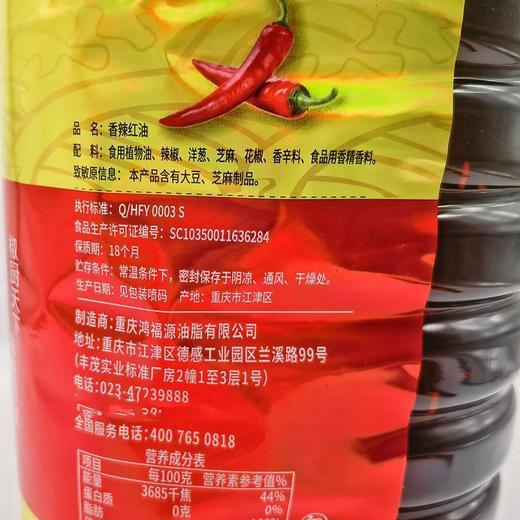 品 名：香辣红油
配 料：食用植物油、辣椒、洋葱、芝麻、花椒、香辛料、食品用香精香料。
致敏原信息：本产品含有大豆、芝麻制品。
执行标准：Q/HFY 0003 S
食品生产许可证编号：SC10350011636284
保质期：18个月
贮存条件：常温条件下，密封保存于阴凉、通风、干燥处。
生产日期：见包装喷码 产地：重庆市江津区
制造商：重庆鸿福源油脂有限公司
地址：重庆市江津区德感工业园区兰溪路99号
(丰茂实业标准厂房2幢1至3层1号)
电话：023-47239888
全国服务电话：400 765 0818
营养成分表
项目 每100克 营养素参考值%
能量 3685千焦 44%
蛋白质 0克 0%
脂肪